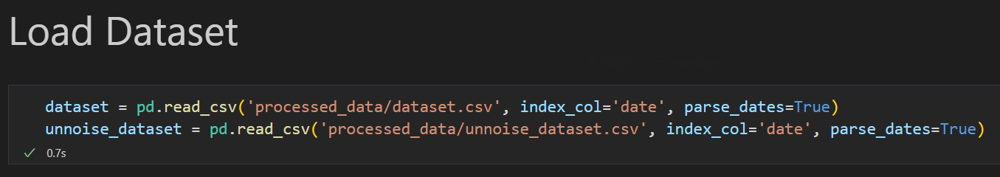 Load Dataset
dataset = pd.read_csv('processed_data/dataset.csv', index_col='date', parse_dates=True)
unnoise_dataset = pd.read_csv('processed_data/unnoise_dataset.csv', index_col='date', parse_dates=True)
✓ 0.7s